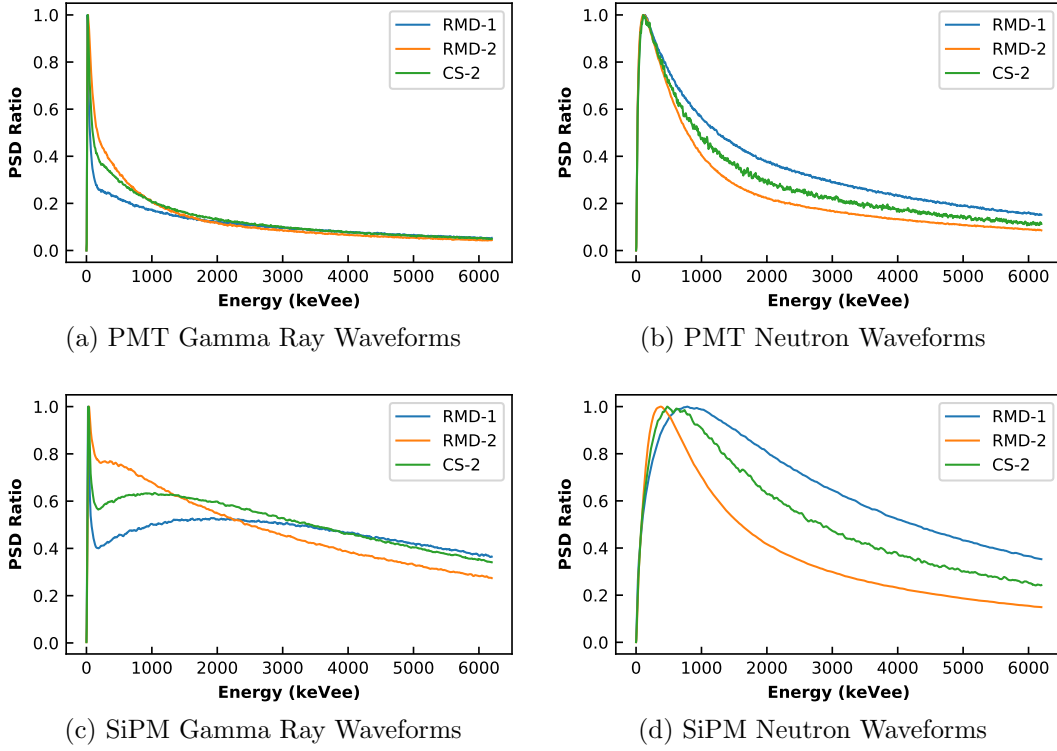 PSD Ratio
1.0
0.8
0.6
0.4
0.2
0.0
RMD-1
RMD-2
CS-2
0 1000 2000 3000 4000 5000 6000
Energy (keVee)
(a) PMT Gamma Ray Waveforms
PSD Ratio
1.0
0.8
0.6
0.4
0.2
0.0
RMD-1
RMD-2
CS-2
0 1000 2000 3000 4000 5000 6000
Energy (keVee)
(b) PMT Neutron Waveforms
PSD Ratio
1.0
0.8
0.6
0.4
0.2
0.0
RMD-1
RMD-2
CS-2
0 1000 2000 3000 4000 5000 6000
Energy (keVee)
(c) SiPM Gamma Ray Waveforms
PSD Ratio
1.0
0.8
0.6
0.4
0.2
0.0
RMD-1
RMD-2
CS-2
0 1000 2000 3000 4000 5000 6000
Energy (keVee)
(d) SiPM Neutron Waveforms